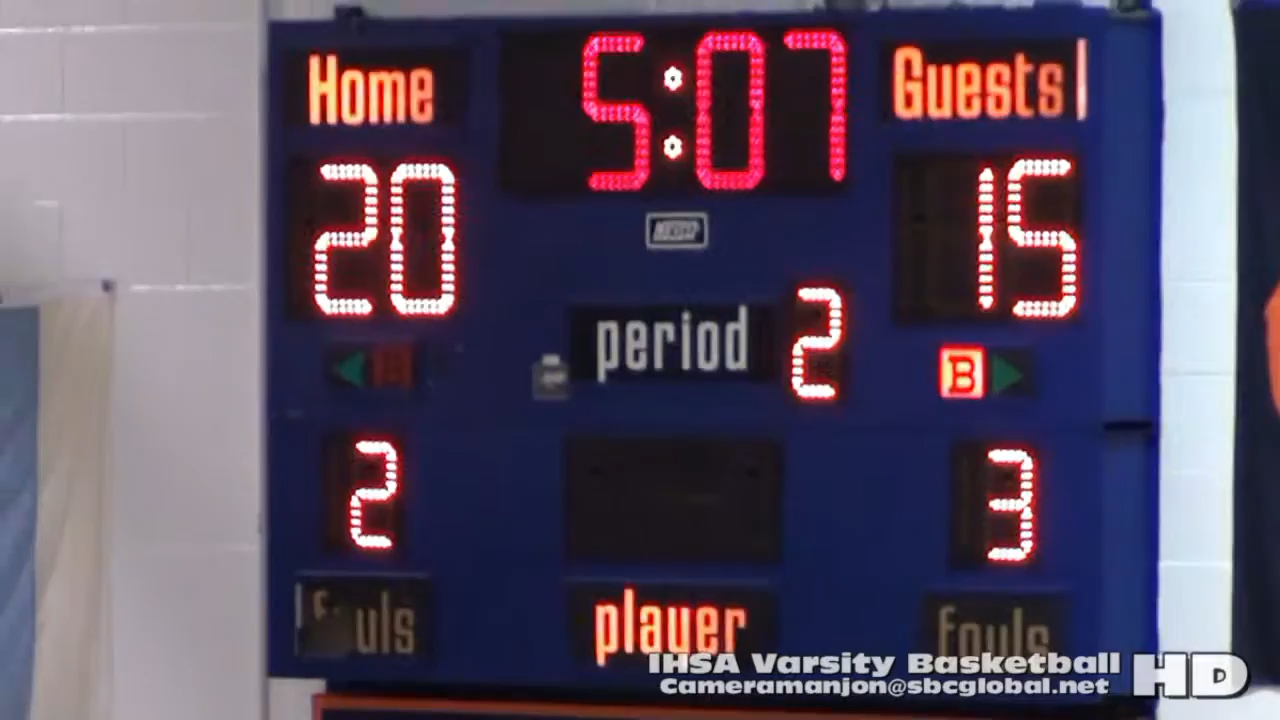 5:07
Home
Guests
20
15
period 2
B
2
3
fouls
player
fouls
IHSA Varsity Basketball
Cameramanjon@sbcglobal.net
HD